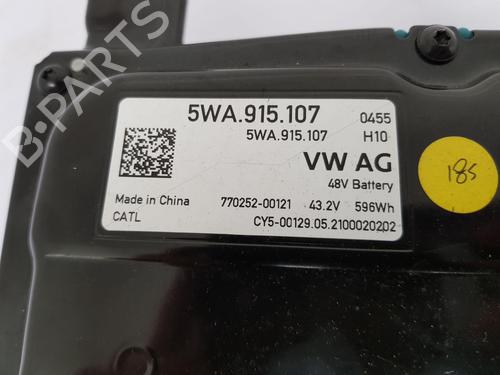 5WA.915.107 0455
5WA.915.107 H10
VW AG
48V Battery
Made in China 770252-00121 43.2V 596Wh
CATL CY5-00129.05.2100020202
185
B-PARTS